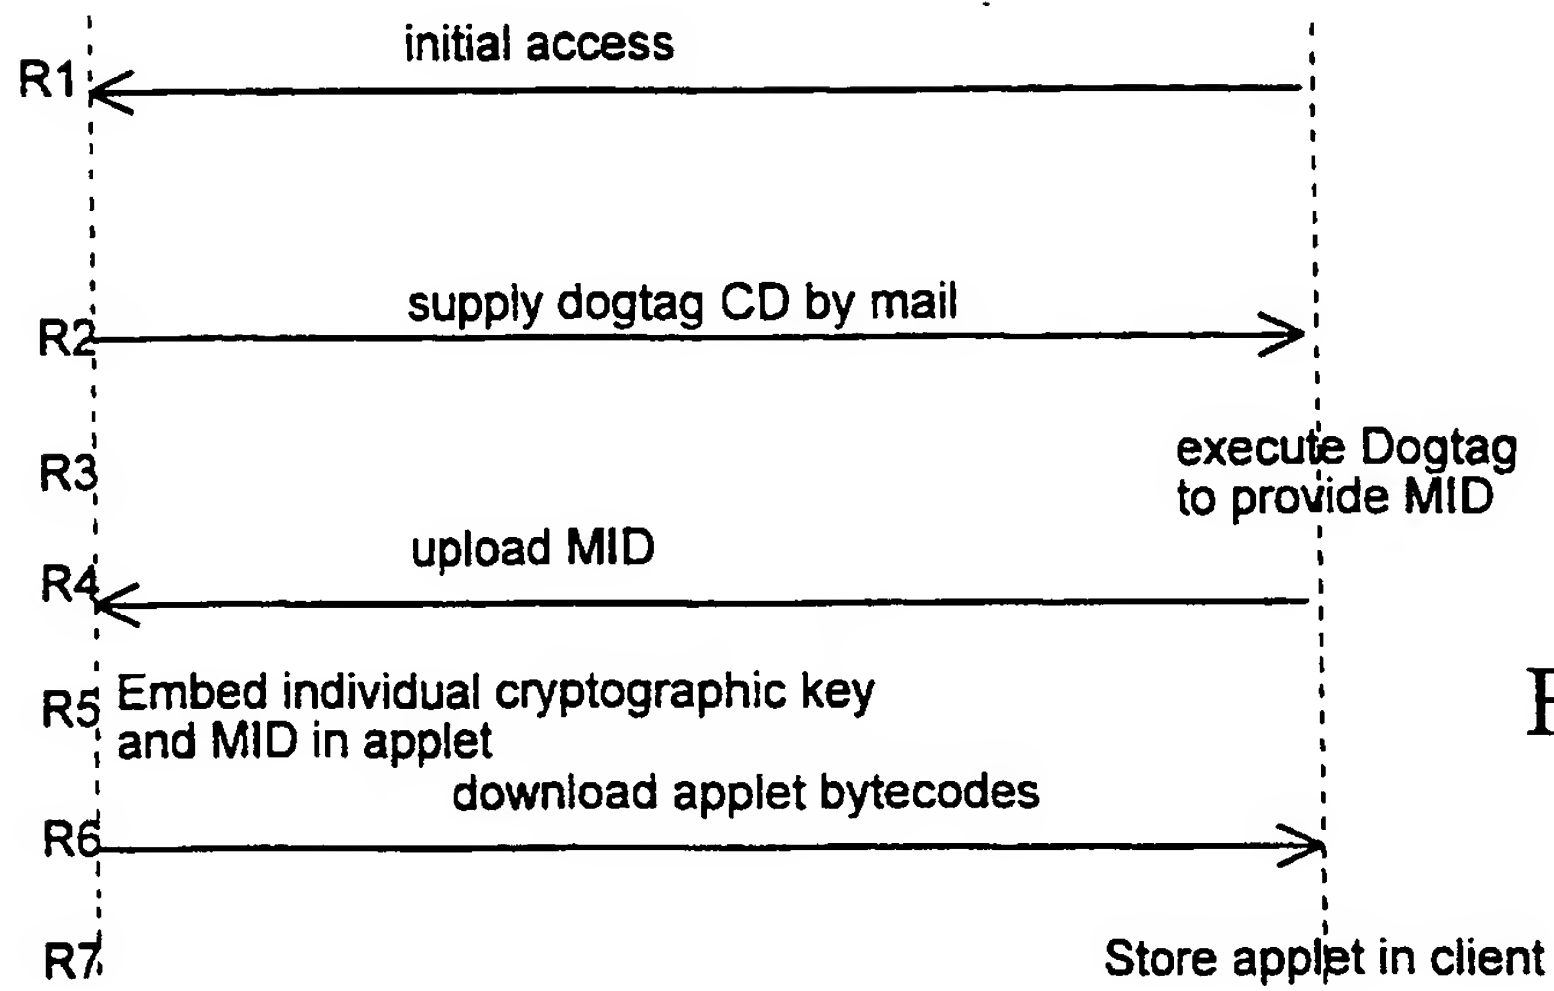 initial access
R1
supply dogtag CD by mail
R2
execute Dogtag
to provide MID
R3
upload MID
R4
R5 Embed individual cryptographic key
and MID in applet
download applet bytecodes
R6
R7 Store applet in client